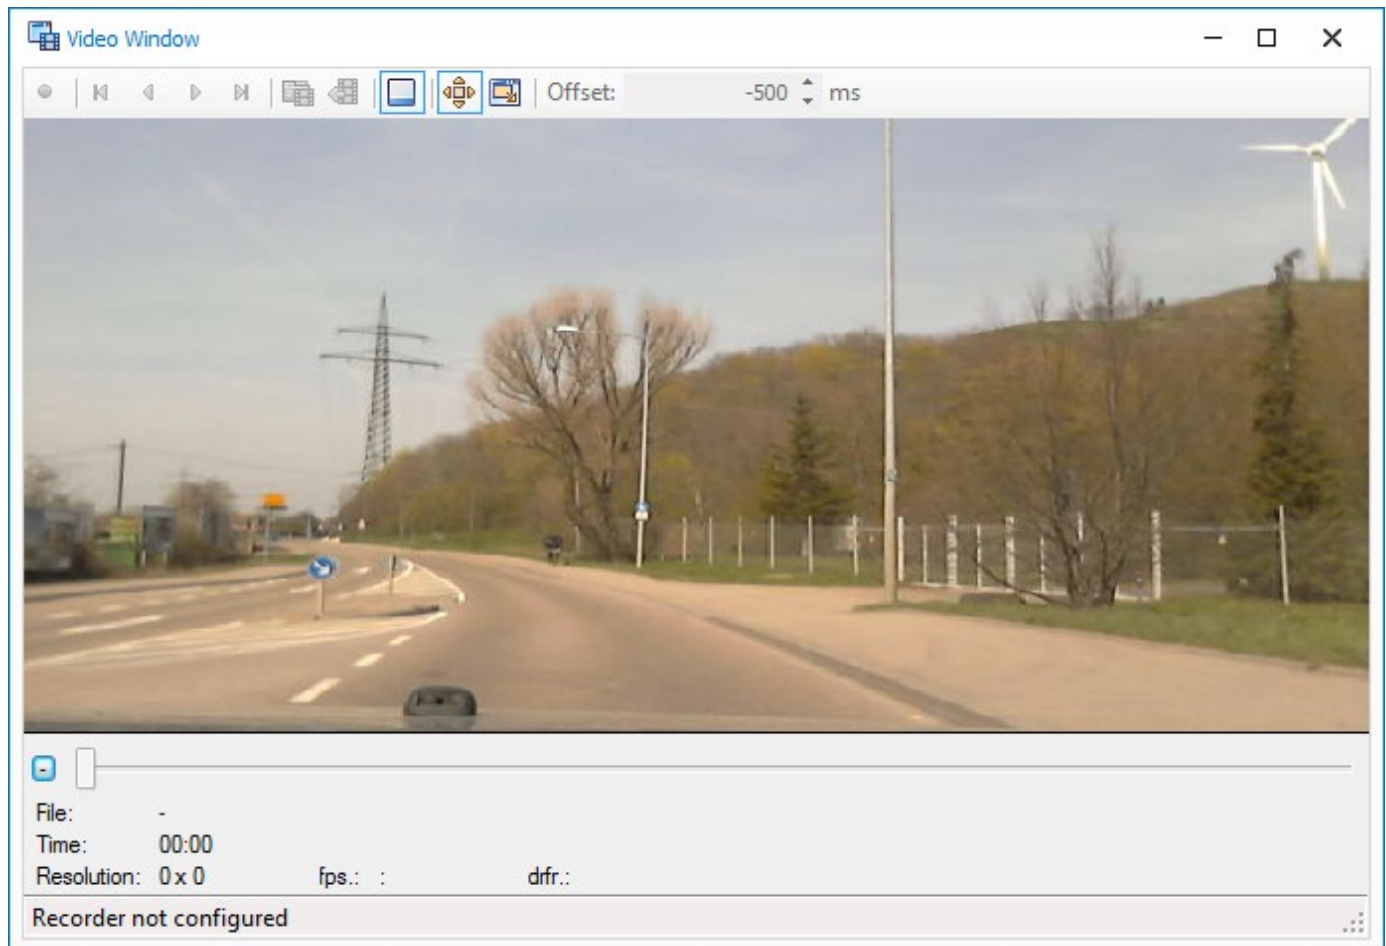 Video Window
Offset: -500 ms
File: -
Time: 00:00
Resolution: 0 x 0 fps.: : drfr.:
Recorder not configured